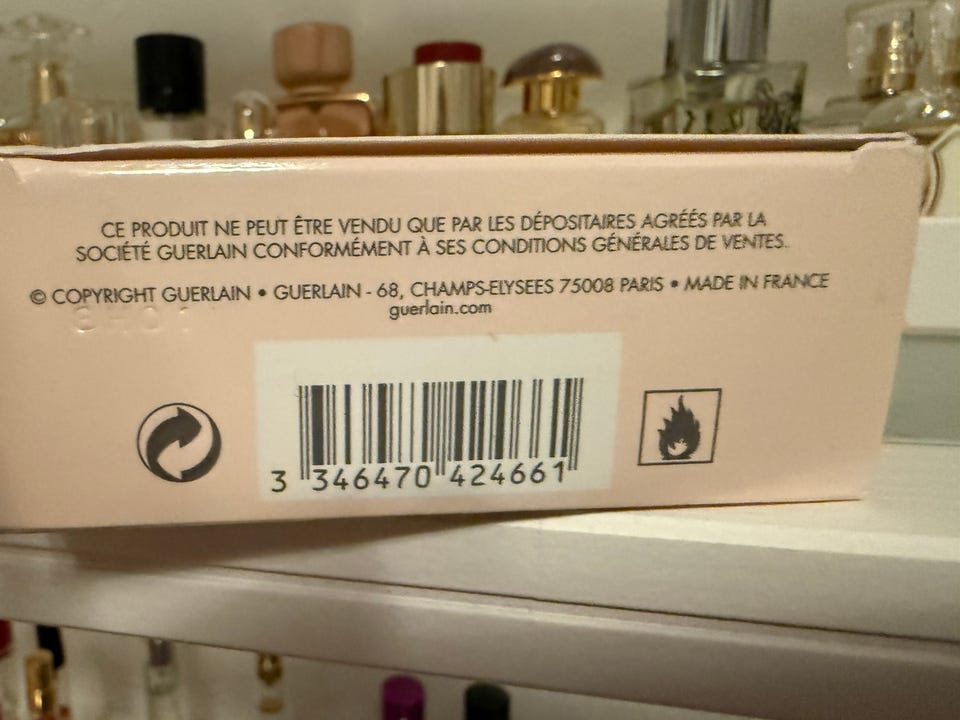 CE PRODUIT NE PEUT ÊTRE VENDU QUE PAR LES DÉPOSITAIRES AGRÉÉS PAR LA
SOCIÉTÉ GUERLAIN CONFORMÉMENT À SES CONDITIONS GÉNÉRALES DE VENTES.
© COPYRIGHT GUERLAIN • GUERLAIN - 68, CHAMPS-ELYSEES 75008 PARIS • MADE IN FRANCE
guerlain.com
3 346470 424661